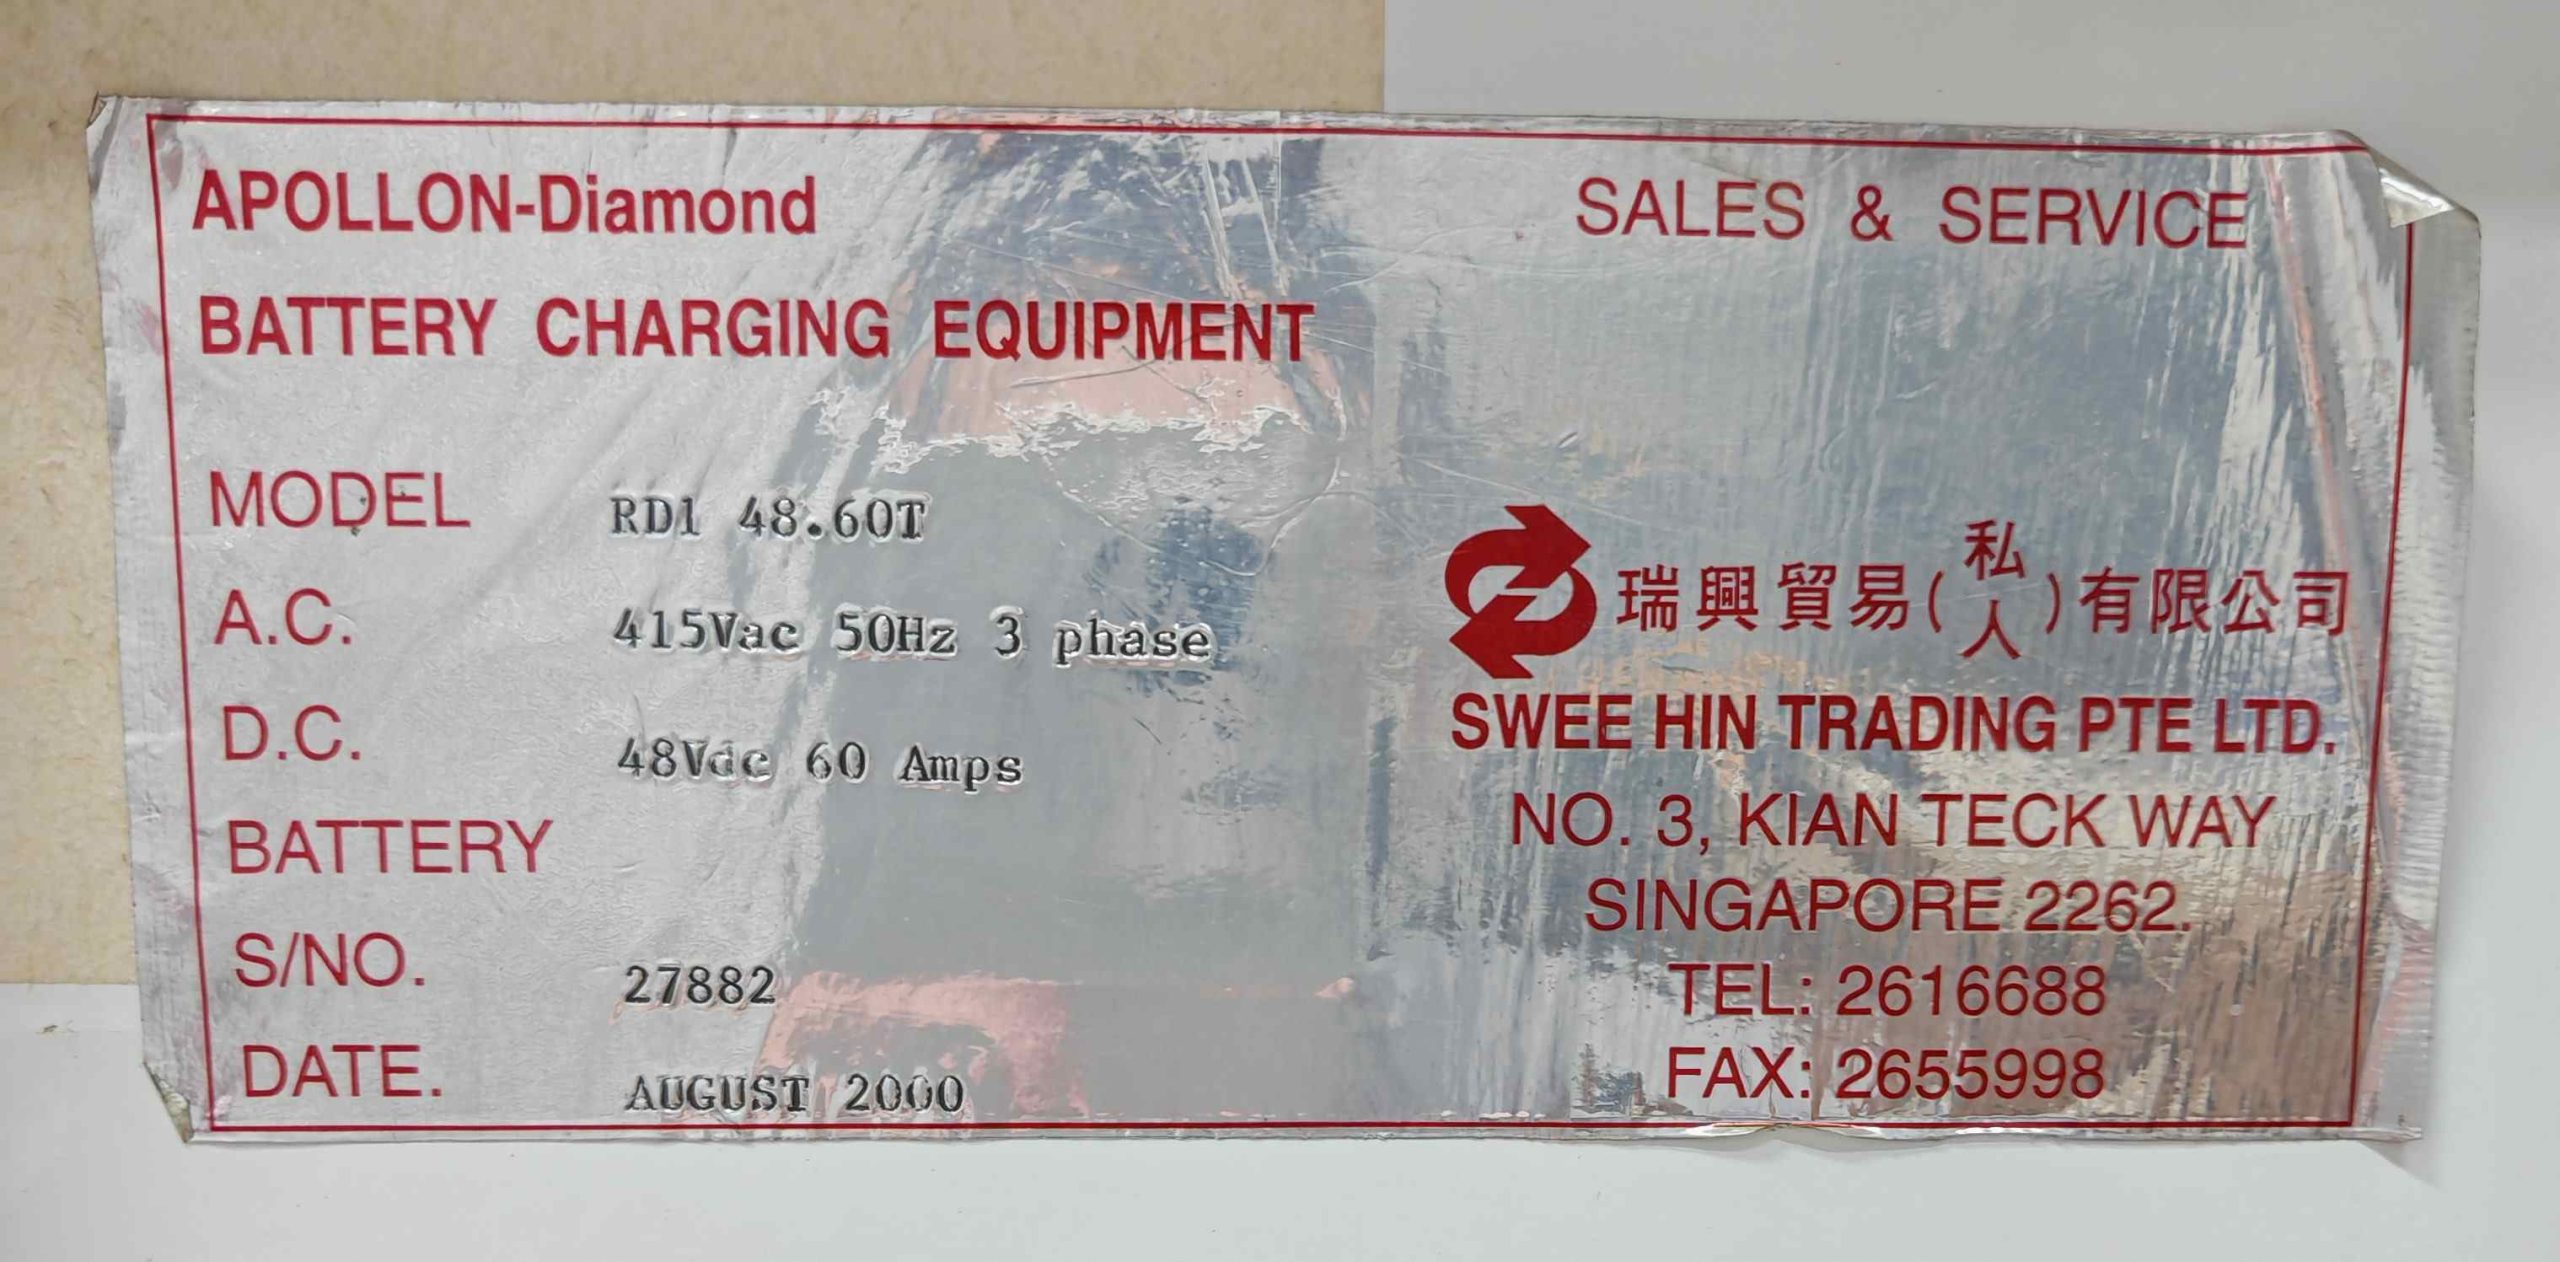 APOLLON-Diamond
BATTERY CHARGING EQUIPMENT
MODEL RD1 48.60T
A.C. 415Vac 50Hz 3 phase
D.C. 48Vdc 60 Amps
BATTERY
S/NO. 27882
DATE. AUGUST 2000
SALES & SERVICE
瑞興貿易(私人)有限公司
SWEE HIN TRADING PTE LTD.
NO. 3, KIAN TECK WAY
SINGAPORE 2262.
TEL: 2616688
FAX: 2655998